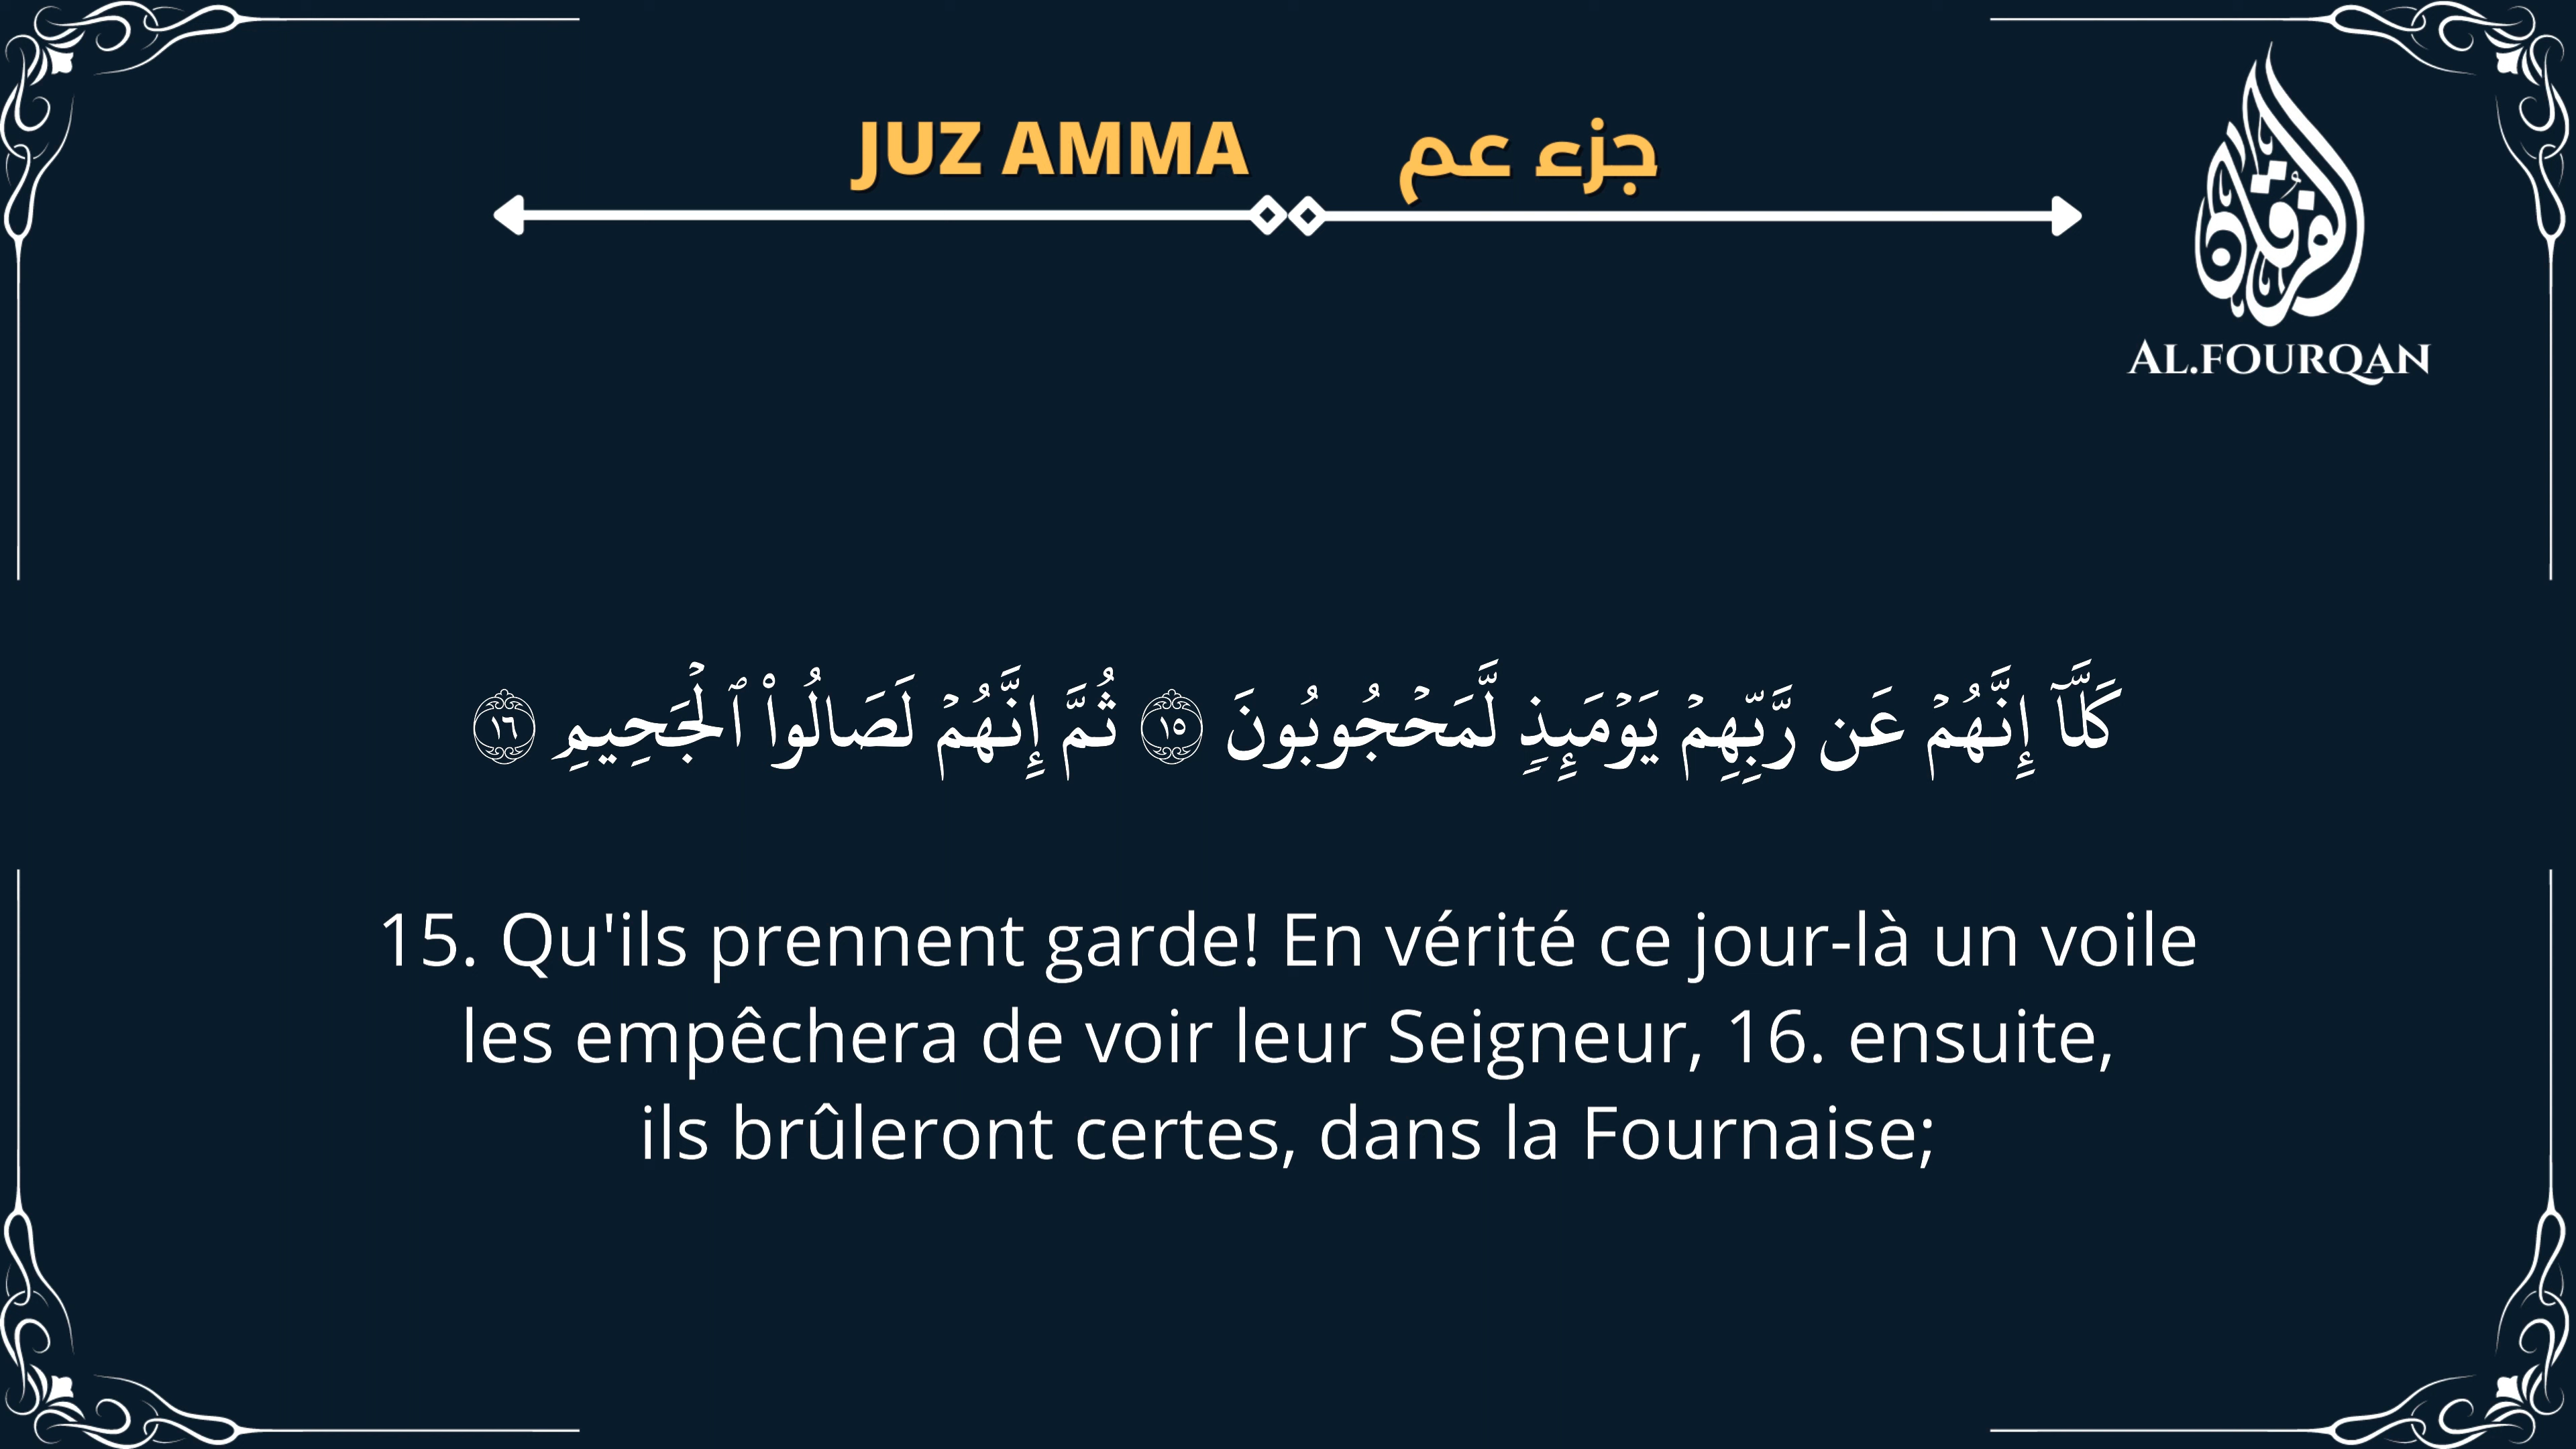 JUZ AMMA جزء عم
الفرقان
AL.FOURQAN
كَلَّآ إِنَّهُمۡ عَن رَّبِّهِمۡ يَوۡمَئِذٖ لَّمَحۡجُوبُونَ ١٥ ثُمَّ إِنَّهُمۡ لَصَالُواْ ٱلۡجَحِيمِ ١٦
15. Qu'ils prennent garde! En vérité ce jour-là un voile
les empêchera de voir leur Seigneur, 16. ensuite,
ils brûleront certes, dans la Fournaise;